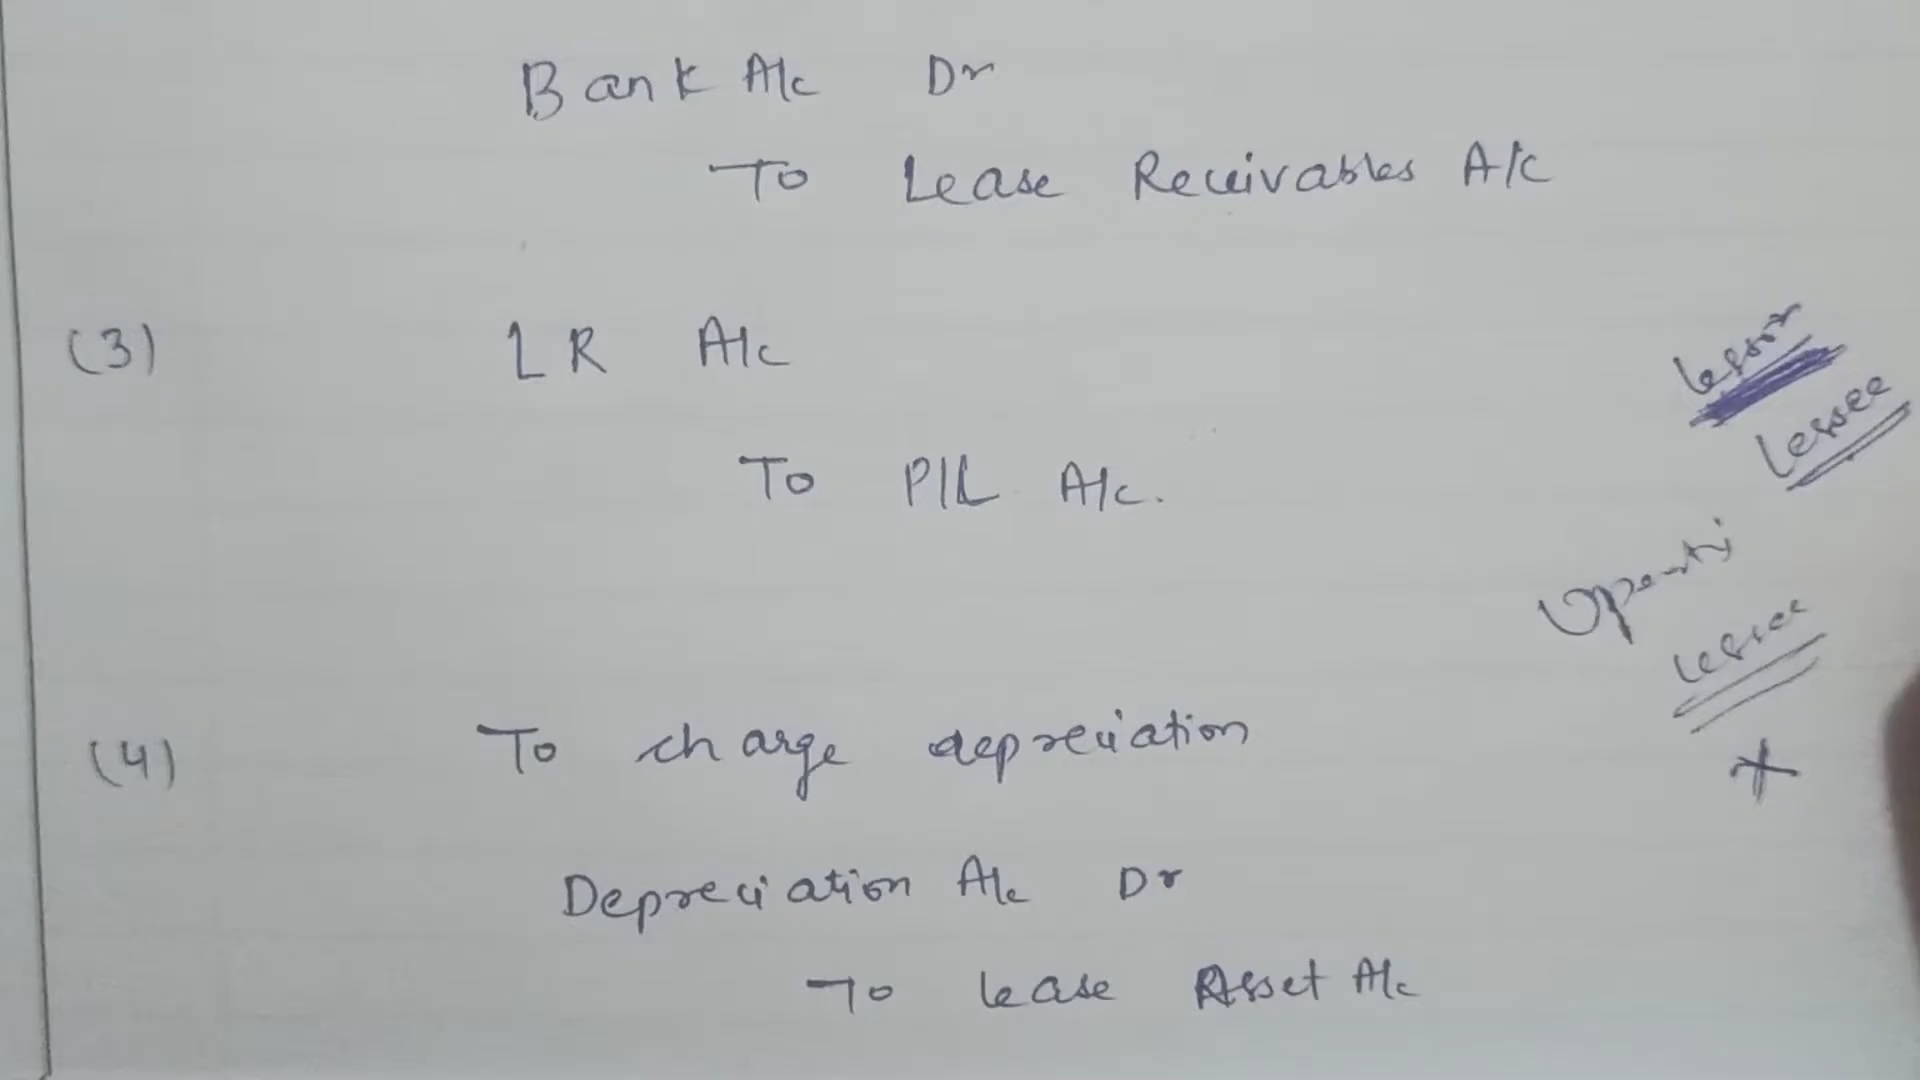 Bank A/c Dr
To Lease Receivables A/c
(3) LR A/c
To P/L A/c.
(4) To charge depreciation
Depreciation A/c Dr
To lease Asset A/c
Lessor
Lessee
Lessee